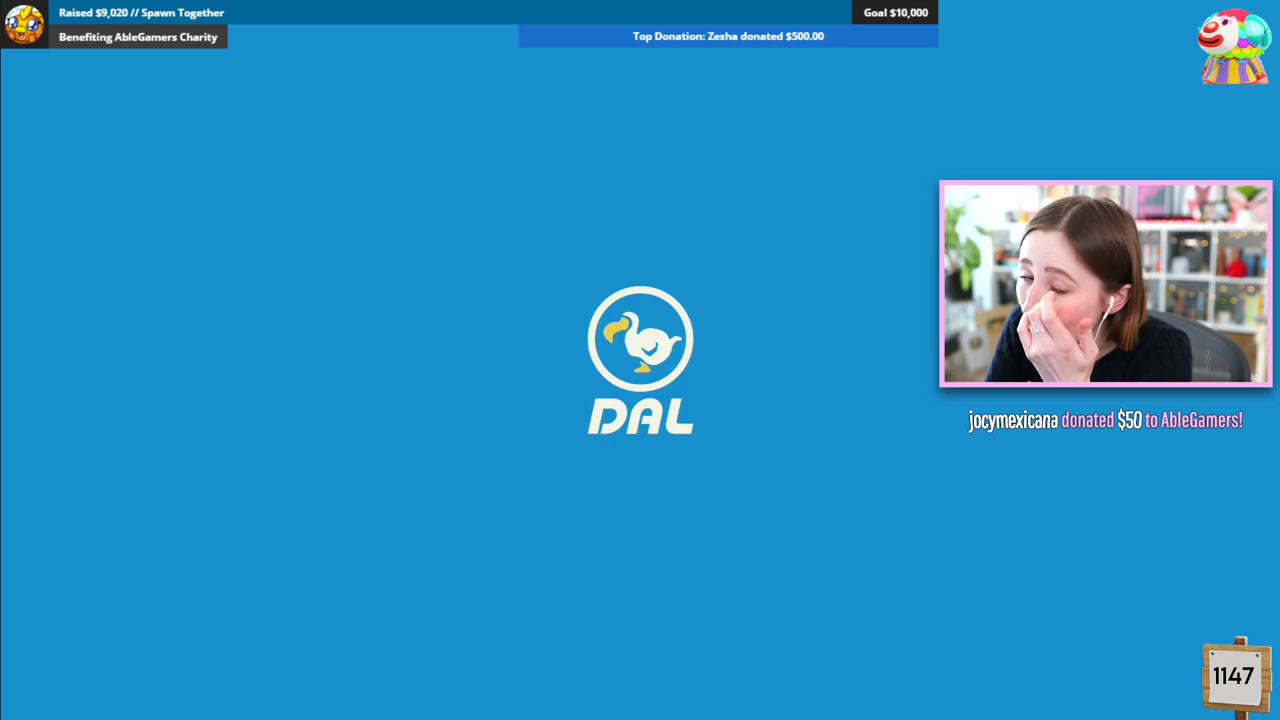 Raised $9,020 // Spawn Together
Goal $10,000
Benefiting AbleGamers Charity
Top Donation: Zesha donated $500.00
DAL
jocymexicana donated $50 to AbleGamers!
1147